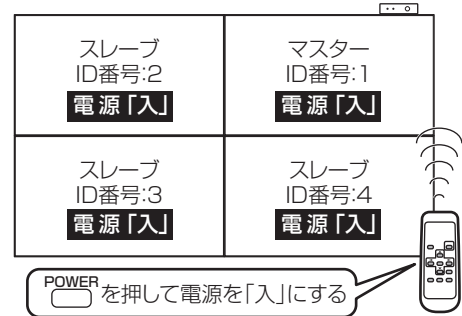 スレーブ
ID番号:2
電源「入」
マスター
ID番号:1
電源「入」
スレーブ
ID番号:3
電源「入」
スレーブ
ID番号:4
電源「入」
POWER
を押して電源を「入」にする